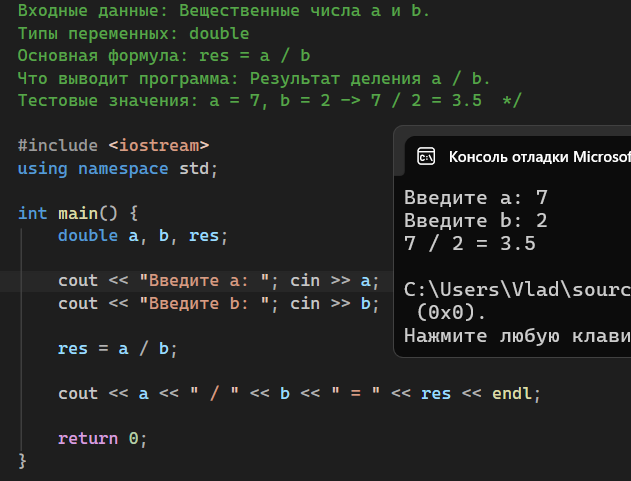 Входные данные: Вещественные числа a и b.
Типы переменных: double
Основная формула: res = a / b
Что выводит программа: Результат деления a / b.
Тестовые значения: a = 7, b = 2 -> 7 / 2 = 3.5  */
#include <iostream>
using namespace std;
int main() {
    double a, b, res;
    cout << "Введите a: "; cin >> a;
    cout << "Введите b: "; cin >> b;
    res = a / b;
    cout << a << " / " << b << " = " << res << endl;
    return 0;
}
Консоль отладки Microsof
Введите a: 7
Введите b: 2
7 / 2 = 3.5
C:\Users\Vlad\sourc
 (0x0).
Нажмите любую клави